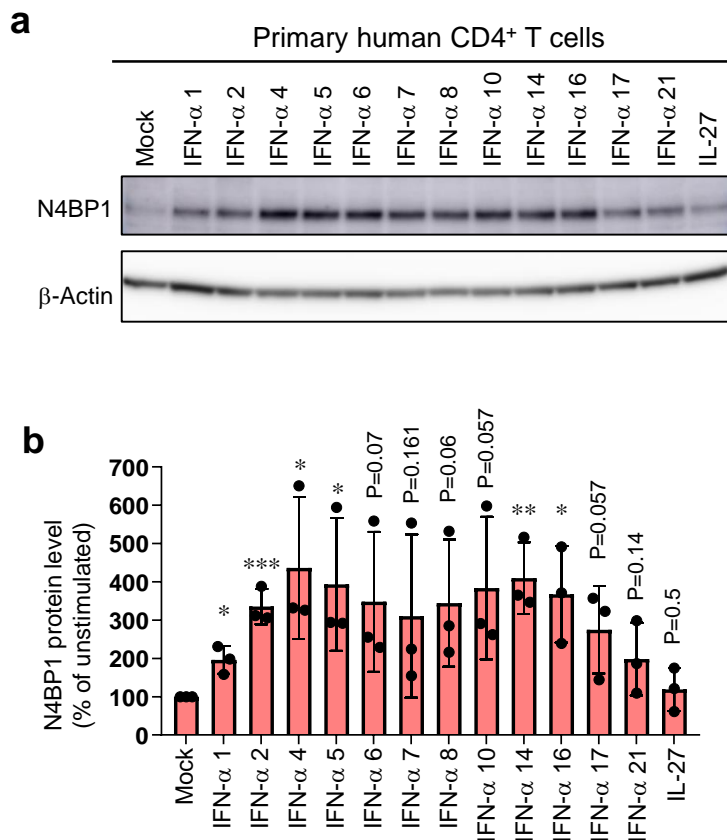 a
Primary human CD4⁺ T cells
Mock
IFN-α 1
IFN-α 2
IFN-α 4
IFN-α 5
IFN-α 6
IFN-α 7
IFN-α 8
IFN-α 10
IFN-α 14
IFN-α 16
IFN-α 17
IFN-α 21
IL-27
N4BP1
β-Actin
b
N4BP1 protein level
(% of unstimulated)
700
600
500
400
300
200
100
0
*
***
*
*
P=0.07
P=0.161
P=0.06
P=0.057
**
*
P=0.057
P=0.14
P=0.5
Mock
IFN-α 1
IFN-α 2
IFN-α 4
IFN-α 5
IFN-α 6
IFN-α 7
IFN-α 8
IFN-α 10
IFN-α 14
IFN-α 16
IFN-α 17
IFN-α 21
IL-27